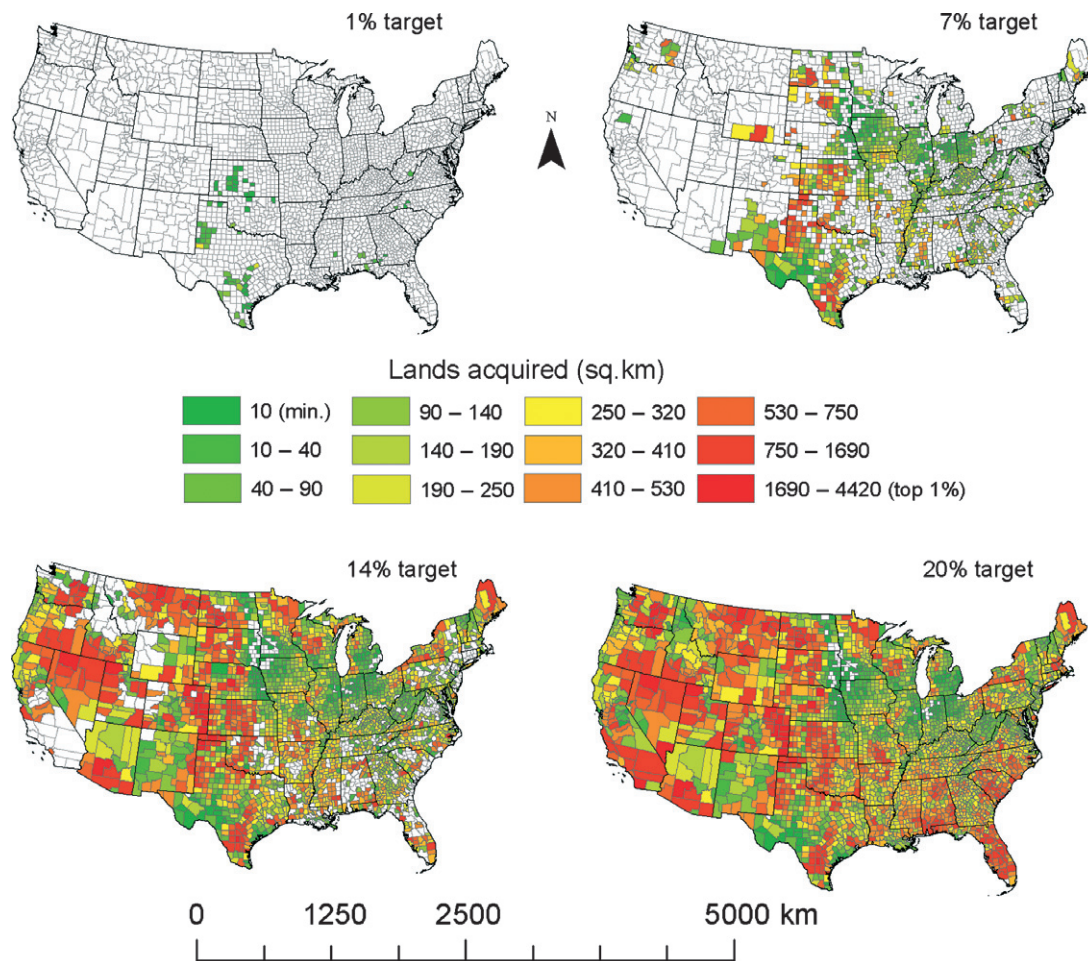 1% target
7% target
N
Lands acquired (sq.km)
10 (min.)
10 – 40
40 – 90
90 – 140
140 – 190
190 – 250
250 – 320
320 – 410
410 – 530
530 – 750
750 – 1690
1690 – 4420 (top 1%)
14% target
20% target
0 1250 2500 5000 km